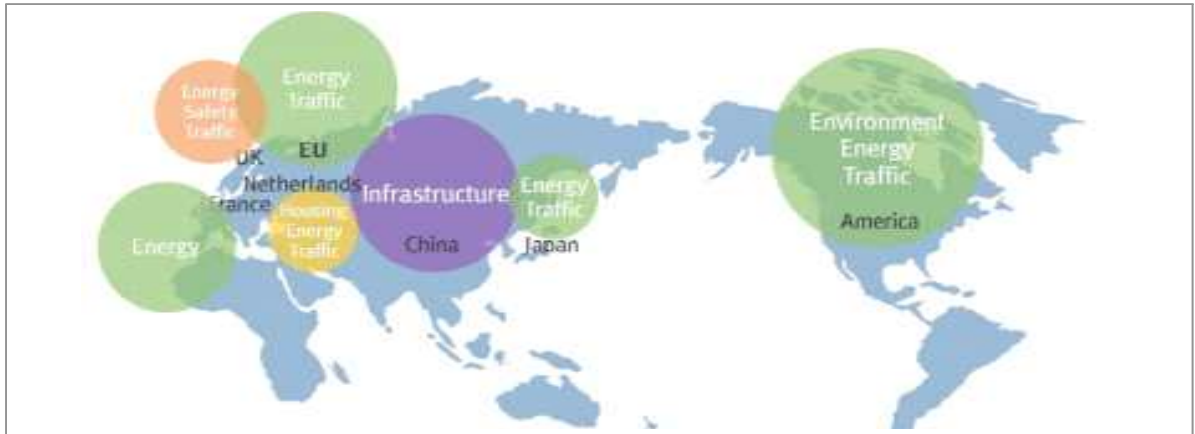 Energy
Traffic
Energy
Safety
Traffic
UK
EU
Netherlands
France
Energy
Housing
Energy
Traffic
Infrastructure
China
Energy
Traffic
Japan
Environment
Energy
Traffic
America